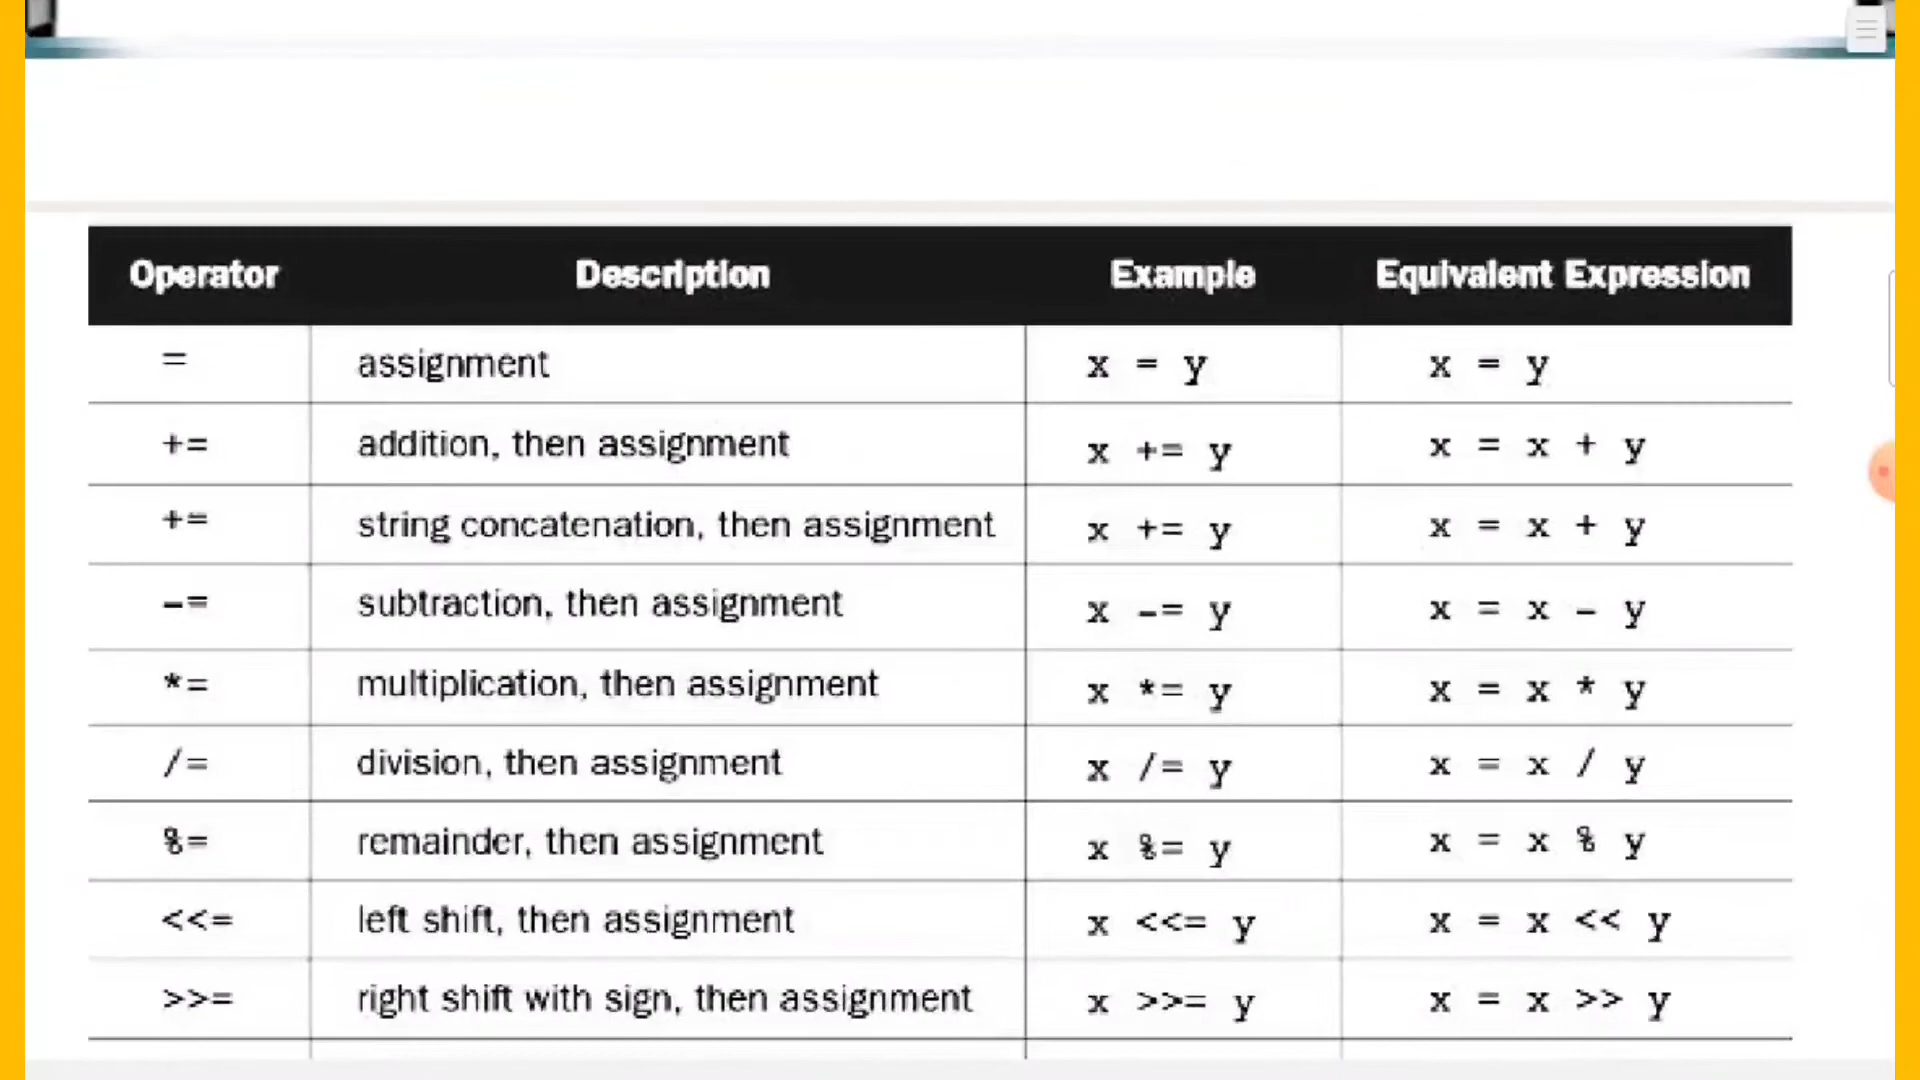 Operator Description Example Equivalent Expression
= assignment x = y x = y
+= addition, then assignment x += y x = x + y
+= string concatenation, then assignment x += y x = x + y
-= subtraction, then assignment x -= y x = x - y
*= multiplication, then assignment x *= y x = x * y
/= division, then assignment x /= y x = x / y
%= remainder, then assignment x %= y x = x % y
<<= left shift, then assignment x <<= y x = x << y
>>= right shift with sign, then assignment x >>= y x = x >> y